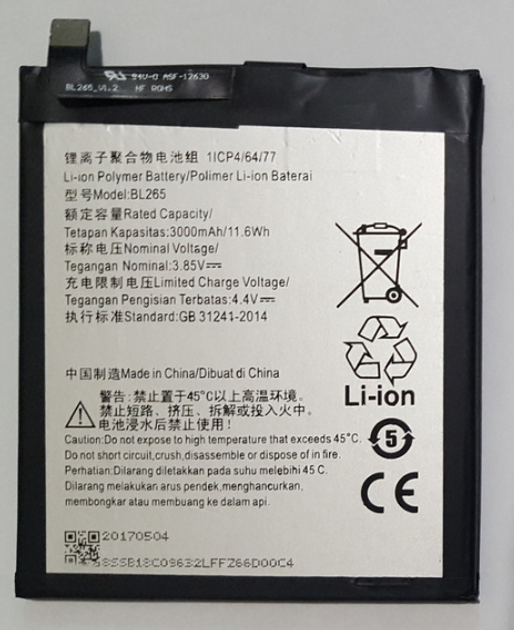 94V-0 ASF-12630
BL265_V1.2 HF ROHS
锂离子聚合物电池组 1ICP4/64/77
Li-ion Polymer Battery/Polimer Li-ion Baterai
型号Model:BL265
额定容量Rated Capacity/
Tetapan Kapasitas:3000mAh/11.6Wh
标称电压Nominal Voltage/
Tegangan Nominal:3.85V⎓
充电限制电压Limited Charge Voltage/
Tegangan Pengisian Terbatas:4.4V⎓
执行标准Standard:GB 31241-2014
Li-ion
中国制造Made in China/Dibuat di China
警告:禁止置于45°C以上高温环境。
禁止短路、挤压、拆解或投入火中。
电池浸水后禁止使用!
Caution:Do not expose to high temperature that exceeds 45°C.
Do not short circuit,crush,disassemble or dispose of in fire.
Perhatian:Dilarang diletakkan pada suhu melebihi 45 C.
Dilarang melakukan arus pendek,menghancurkan,
membongkar atau membuang ke dalam api.
5
CE
20170504